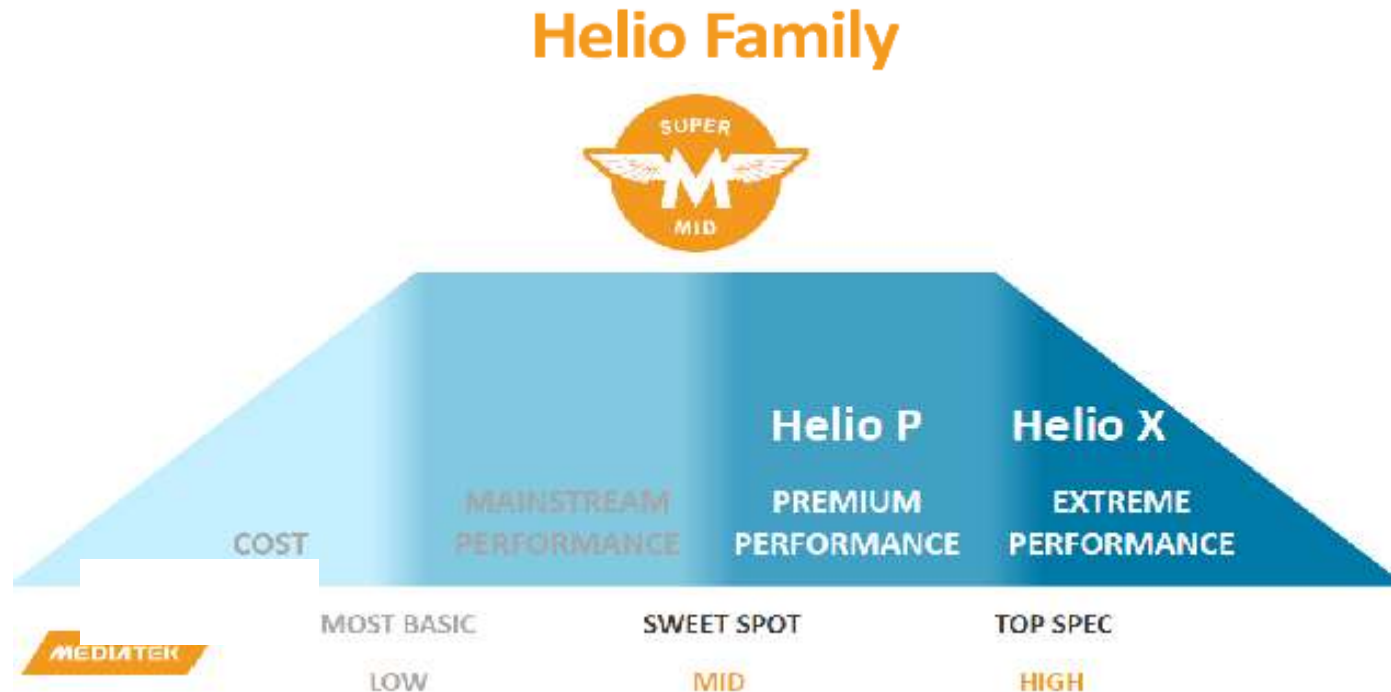 Helio Family
SUPER
M
MID
Helio P
Helio X
COST
MAINSTREAM
PERFORMANCE
PREMIUM
PERFORMANCE
EXTREME
PERFORMANCE
MOST BASIC
SWEET SPOT
TOP SPEC
MEDIATEK
LOW
MID
HIGH